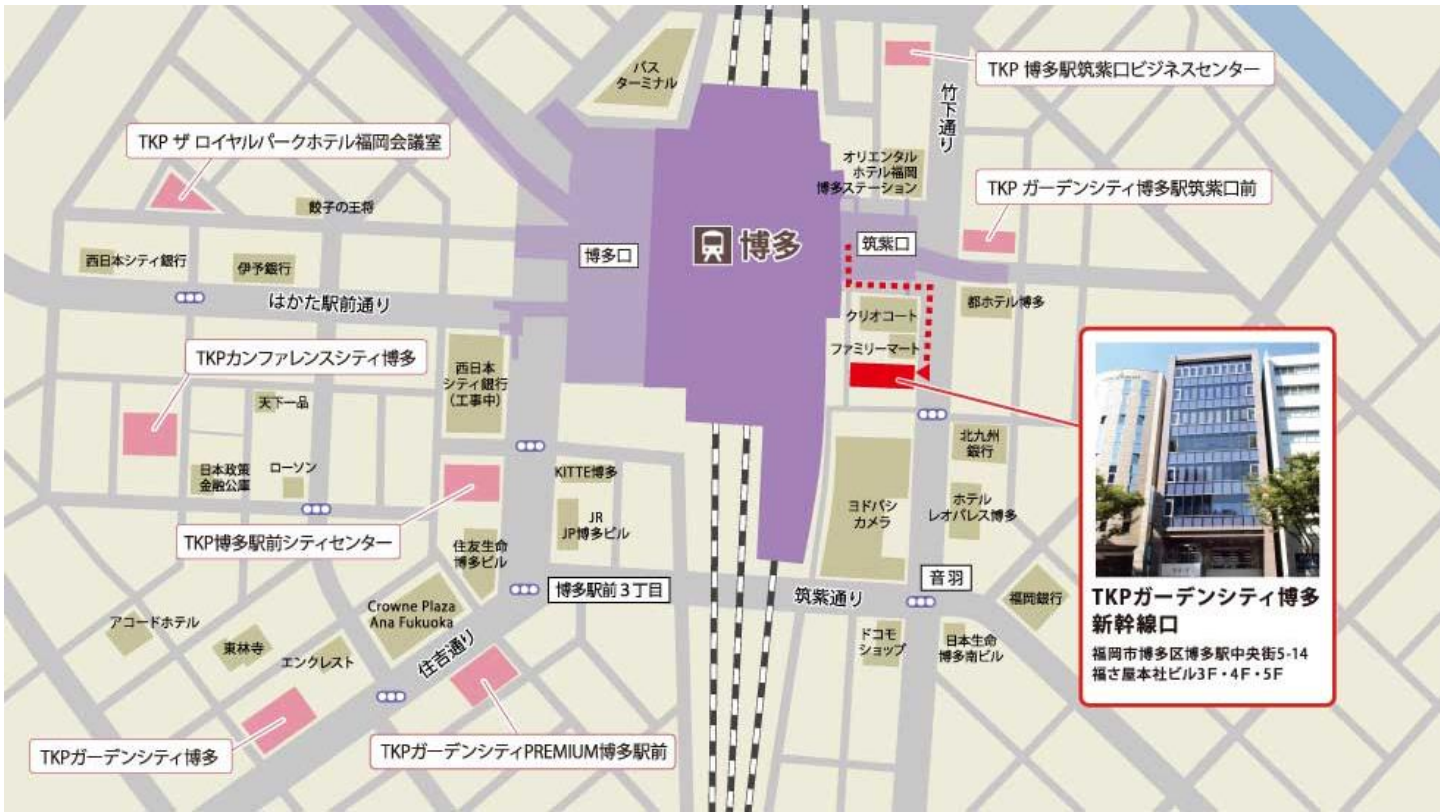 バス
ターミナル
TKP 博多駅筑紫口ビジネスセンター
竹下通り
TKP ザ ロイヤルパークホテル福岡会議室
オリエンタル
ホテル福岡
博多ステーション
TKP ガーデンシティ博多駅筑紫口前
餃子の王将
博多口
博多
筑紫口
西日本シティ銀行
伊予銀行
はかた駅前通り
クリオコート
都ホテル博多
ファミリーマート
TKPカンファレンスシティ博多
西日本
シティ銀行
(工事中)
天下一品
北九州
銀行
日本政策
金融公庫
ローソン
KITTE博多
ヨドバシ
カメラ
ホテル
レオパレス博多
JR
JP博多ビル
TKP博多駅前シティセンター
住友生命
博多ビル
博多駅前3丁目
筑紫通り
音羽
福岡銀行
TKPガーデンシティ博多
新幹線口
福岡市博多区博多駅中央街5-14
福さ屋本社ビル3F・4F・5F
アコードホテル
東林寺
エンクレスト
Crowne Plaza
Ana Fukuoka
住吉通り
ドコモ
ショップ
日本生命
博多南ビル
TKPガーデンシティ博多
TKPガーデンシティPREMIUM博多駅前